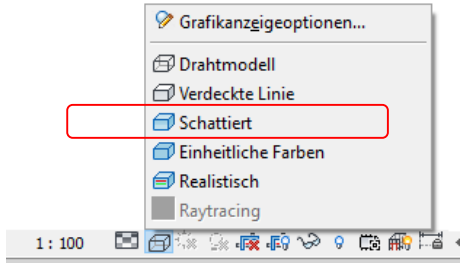 Grafikanzeigeoptionen...
Drahtmodell
Verdeckte Linie
Schattiert
Einheitliche Farben
Realistisch
Raytracing
1 : 100